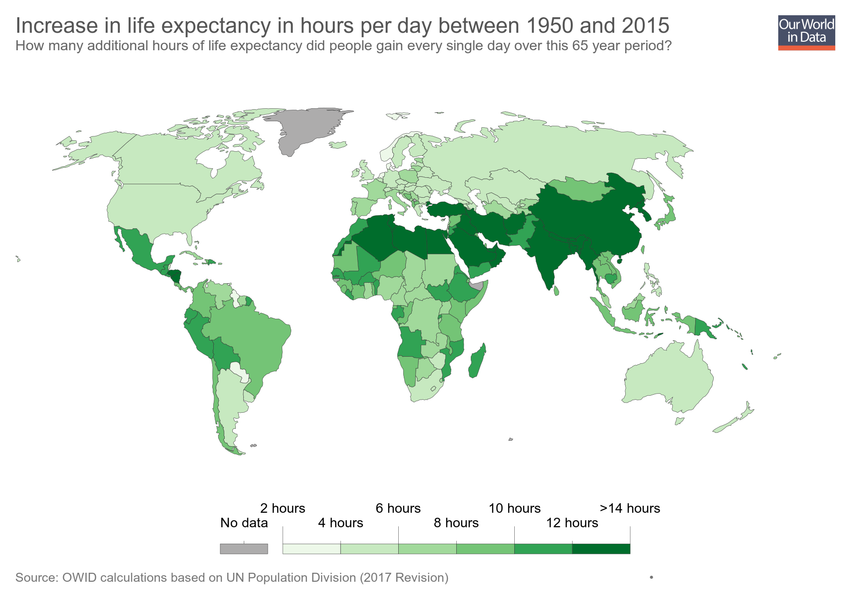 Increase in life expectancy in hours per day between 1950 and 2015
How many additional hours of life expectancy did people gain every single day over this 65 year period?
Our World
in Data
2 hours 6 hours 10 hours >14 hours
No data 4 hours 8 hours 12 hours
Source: OWID calculations based on UN Population Division (2017 Revision) •